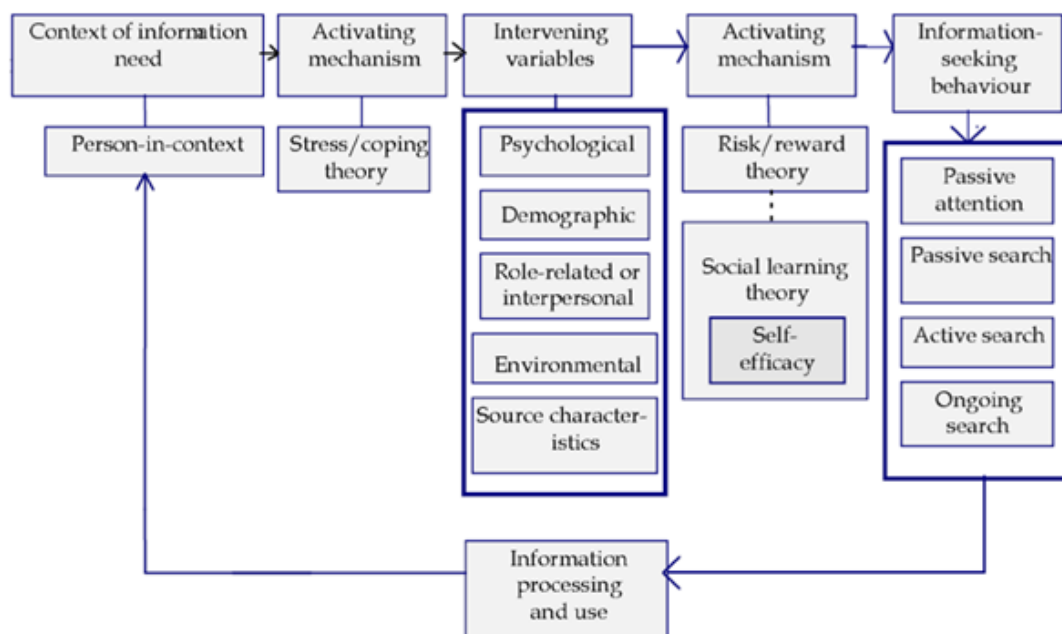 Context of information
need
Activating
mechanism
Intervening
variables
Activating
mechanism
Information-
seeking
behaviour
Person-in-context
Stress/coping
theory
Psychological
Demographic
Role-related or
interpersonal
Environmental
Source character-
istics
Risk/reward
theory
Social learning
theory
Self-
efficacy
Passive
attention
Passive search
Active search
Ongoing
search
Information
processing
and use